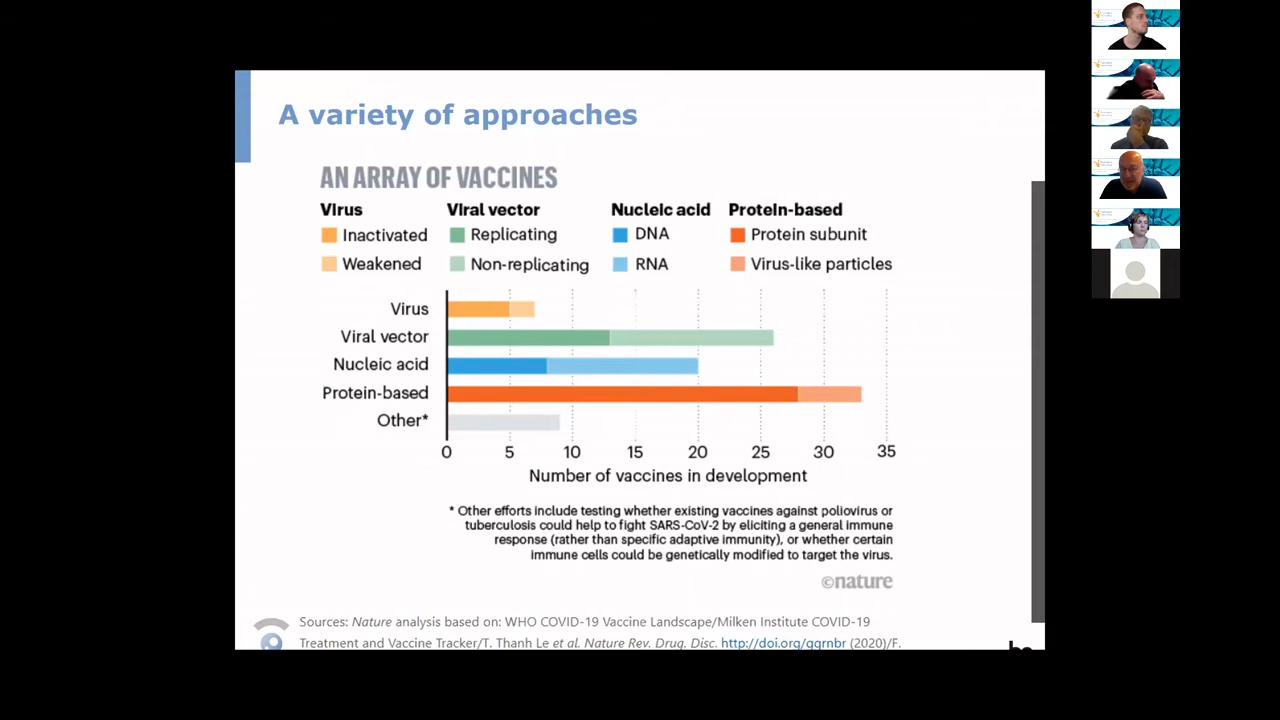 A variety of approaches
AN ARRAY OF VACCINES
Virus
Inactivated
Weakened
Viral vector
Replicating
Non-replicating
Nucleic acid
DNA
RNA
Protein-based
Protein subunit
Virus-like particles
Virus
Viral vector
Nucleic acid
Protein-based
Other*
0 5 10 15 20 25 30 35
Number of vaccines in development
* Other efforts include testing whether existing vaccines against poliovirus or
tuberculosis could help to fight SARS-CoV-2 by eliciting a general immune
response (rather than specific adaptive immunity), or whether certain
immune cells could be genetically modified to target the virus.
©nature
Sources: Nature analysis based on: WHO COVID-19 Vaccine Landscape/Milken Institute COVID-19
Treatment and Vaccine Tracker/T. Thanh Le et al. Nature Rev. Drug. Disc. http://doi.org/ggrnbr (2020)/F.